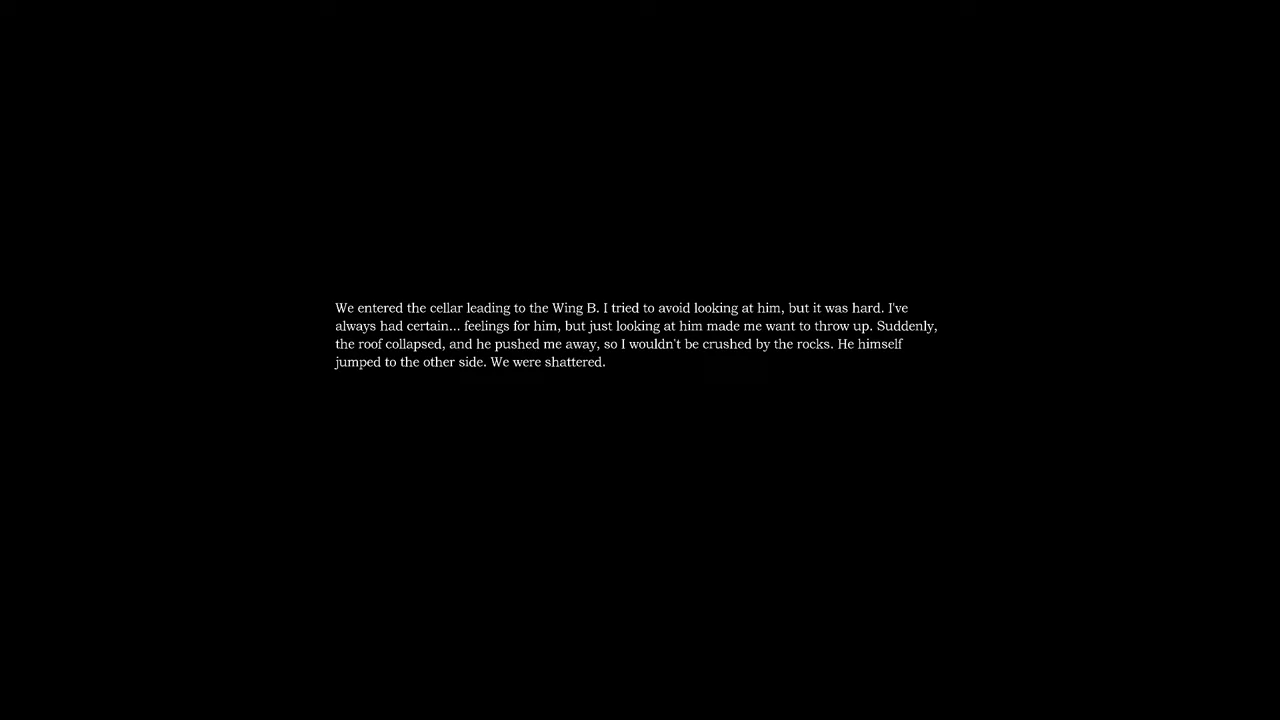 We entered the cellar leading to the Wing B. I tried to avoid looking at him, but it was hard. I've
always had certain... feelings for him, but just looking at him made me want to throw up. Suddenly,
the roof collapsed, and he pushed me away, so I wouldn't be crushed by the rocks. He himself
jumped to the other side. We were shattered.